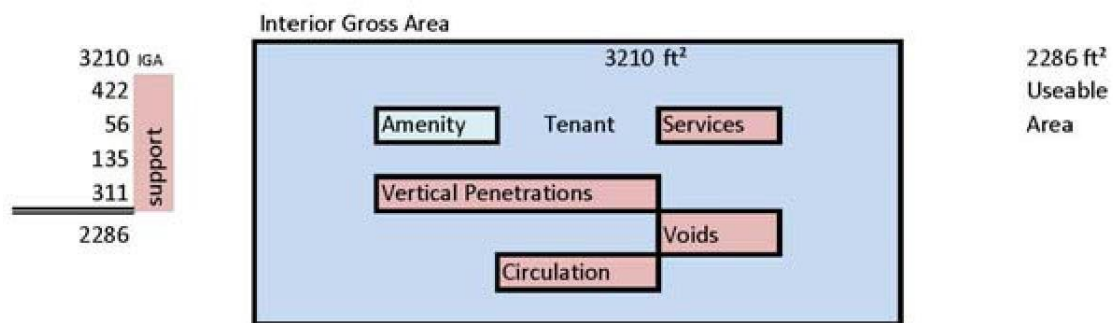 Interior Gross Area
3210 IGA
3210 ft²
2286 ft²
422
Useable
56
Amenity
Tenant
Services
Area
135
support
311
Vertical Penetrations
2286
Voids
Circulation